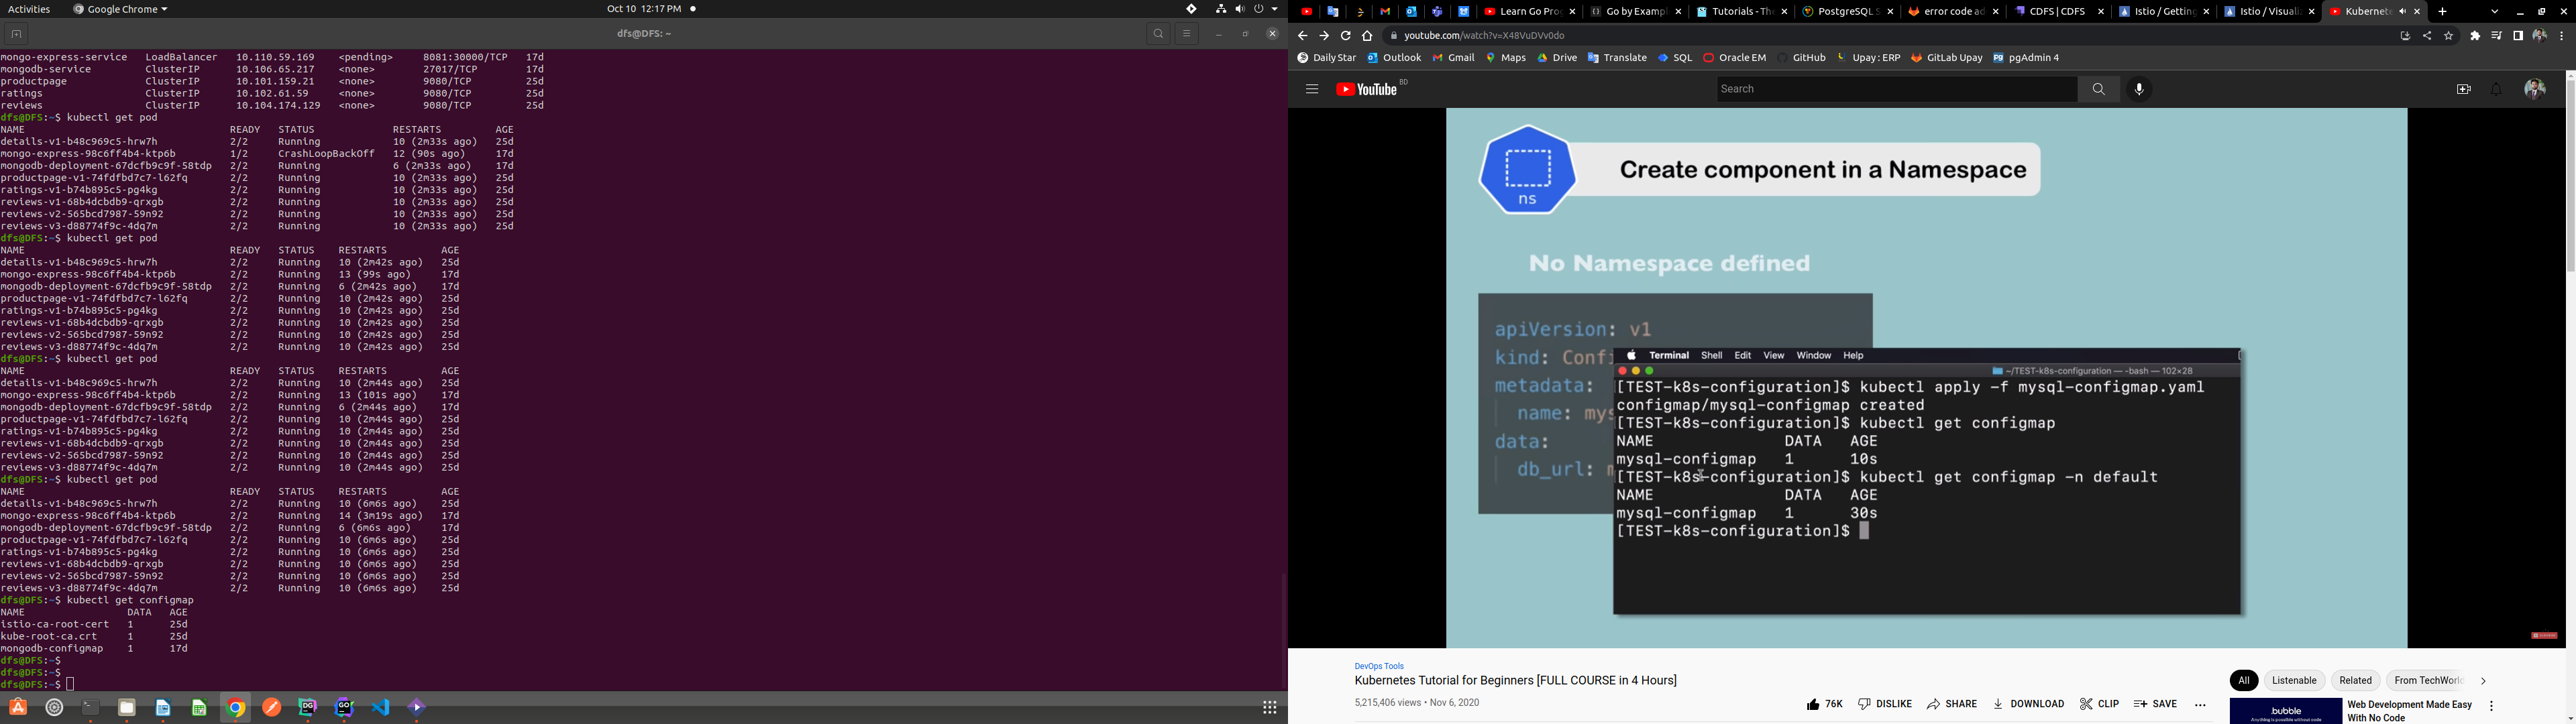 Activities
Google Chrome
Oct 10 12:17 PM
dfs@DFS: ~
mongo-express-service LoadBalancer 10.110.59.169 <pending> 8081:30000/TCP 17d
mongodb-service ClusterIP 10.106.65.217 <none> 27017/TCP 17d
productpage ClusterIP 10.101.159.21 <none> 9080/TCP 25d
ratings ClusterIP 10.102.61.59 <none> 9080/TCP 25d
reviews ClusterIP 10.104.174.129 <none> 9080/TCP 25d
dfs@DFS:~$ kubectl get pod
NAME READY STATUS RESTARTS AGE
details-v1-b48c969c5-hrw7h 2/2 Running 10 (2m33s ago) 25d
mongo-express-98c6ff4b4-ktp6b 1/2 CrashLoopBackOff 12 (90s ago) 17d
mongodb-deployment-67dcfb9c9f-58tdp 2/2 Running 6 (2m33s ago) 17d
productpage-v1-74fdfbd7c7-l62fq 2/2 Running 10 (2m33s ago) 25d
ratings-v1-b74b895c5-pg4kg 2/2 Running 10 (2m33s ago) 25d
reviews-v1-68b4dcbdb9-qrxgb 2/2 Running 10 (2m33s ago) 25d
reviews-v2-565bcd7987-59n92 2/2 Running 10 (2m33s ago) 25d
reviews-v3-d88774f9c-4dq7m 2/2 Running 10 (2m33s ago) 25d
dfs@DFS:~$ kubectl get pod
NAME READY STATUS RESTARTS AGE
details-v1-b48c969c5-hrw7h 2/2 Running 10 (2m42s ago) 25d
mongo-express-98c6ff4b4-ktp6b 2/2 Running 13 (99s ago) 17d
mongodb-deployment-67dcfb9c9f-58tdp 2/2 Running 6 (2m42s ago) 17d
productpage-v1-74fdfbd7c7-l62fq 2/2 Running 10 (2m42s ago) 25d
ratings-v1-b74b895c5-pg4kg 2/2 Running 10 (2m42s ago) 25d
reviews-v1-68b4dcbdb9-qrxgb 2/2 Running 10 (2m42s ago) 25d
reviews-v2-565bcd7987-59n92 2/2 Running 10 (2m42s ago) 25d
reviews-v3-d88774f9c-4dq7m 2/2 Running 10 (2m42s ago) 25d
dfs@DFS:~$ kubectl get pod
NAME READY STATUS RESTARTS AGE
details-v1-b48c969c5-hrw7h 2/2 Running 10 (2m44s ago) 25d
mongo-express-98c6ff4b4-ktp6b 2/2 Running 13 (101s ago) 17d
mongodb-deployment-67dcfb9c9f-58tdp 2/2 Running 6 (2m44s ago) 17d
productpage-v1-74fdfbd7c7-l62fq 2/2 Running 10 (2m44s ago) 25d
ratings-v1-b74b895c5-pg4kg 2/2 Running 10 (2m44s ago) 25d
reviews-v1-68b4dcbdb9-qrxgb 2/2 Running 10 (2m44s ago) 25d
reviews-v2-565bcd7987-59n92 2/2 Running 10 (2m44s ago) 25d
reviews-v3-d88774f9c-4dq7m 2/2 Running 10 (2m44s ago) 25d
dfs@DFS:~$ kubectl get pod
NAME READY STATUS RESTARTS AGE
details-v1-b48c969c5-hrw7h 2/2 Running 10 (6m6s ago) 25d
mongo-express-98c6ff4b4-ktp6b 2/2 Running 14 (3m19s ago) 17d
mongodb-deployment-67dcfb9c9f-58tdp 2/2 Running 6 (6m6s ago) 17d
productpage-v1-74fdfbd7c7-l62fq 2/2 Running 10 (6m6s ago) 25d
ratings-v1-b74b895c5-pg4kg 2/2 Running 10 (6m6s ago) 25d
reviews-v1-68b4dcbdb9-qrxgb 2/2 Running 10 (6m6s ago) 25d
reviews-v2-565bcd7987-59n92 2/2 Running 10 (6m6s ago) 25d
reviews-v3-d88774f9c-4dq7m 2/2 Running 10 (6m6s ago) 25d
dfs@DFS:~$ kubectl get configmap
NAME DATA AGE
istio-ca-root-cert 1 25d
kube-root-ca.crt 1 25d
mongodb-configmap 1 17d
dfs@DFS:~$
dfs@DFS:~$
dfs@DFS:~$
Learn Go Pro Go by Examp Tutorials - The PostgreSQL S error code ad CDFS | CDFS Istio / Getting Istio / Visuali Kubernete
youtube.com/watch?v=X48VuDVv0do
Daily Star Outlook Gmail Maps Drive Translate SQL Oracle EM GitHub Upay : ERP GitLab Upay pgAdmin 4
YouTube BD
Search
Create component in a Namespace
ns
No Namespace defined
apiVersion: v1
kind: Conf
metadata:
name: mys
data:
db_url: m
Terminal Shell Edit View Window Help
~/TEST-k8s-configuration — -bash — 102×28
[TEST-k8s-configuration]$ kubectl apply -f mysql-configmap.yaml
configmap/mysql-configmap created
[TEST-k8s-configuration]$ kubectl get configmap
NAME DATA AGE
mysql-configmap 1 10s
[TEST-k8s-configuration]$ kubectl get configmap -n default
NAME DATA AGE
mysql-configmap 1 30s
[TEST-k8s-configuration]$
DevOps Tools
Kubernetes Tutorial for Beginners [FULL COURSE in 4 Hours]
5,215,406 views • Nov 6, 2020
76K DISLIKE SHARE DOWNLOAD CLIP SAVE
All Listenable Related From TechWorld
.bubble
Anything is possible without code!
Web Development Made Easy
With No Code